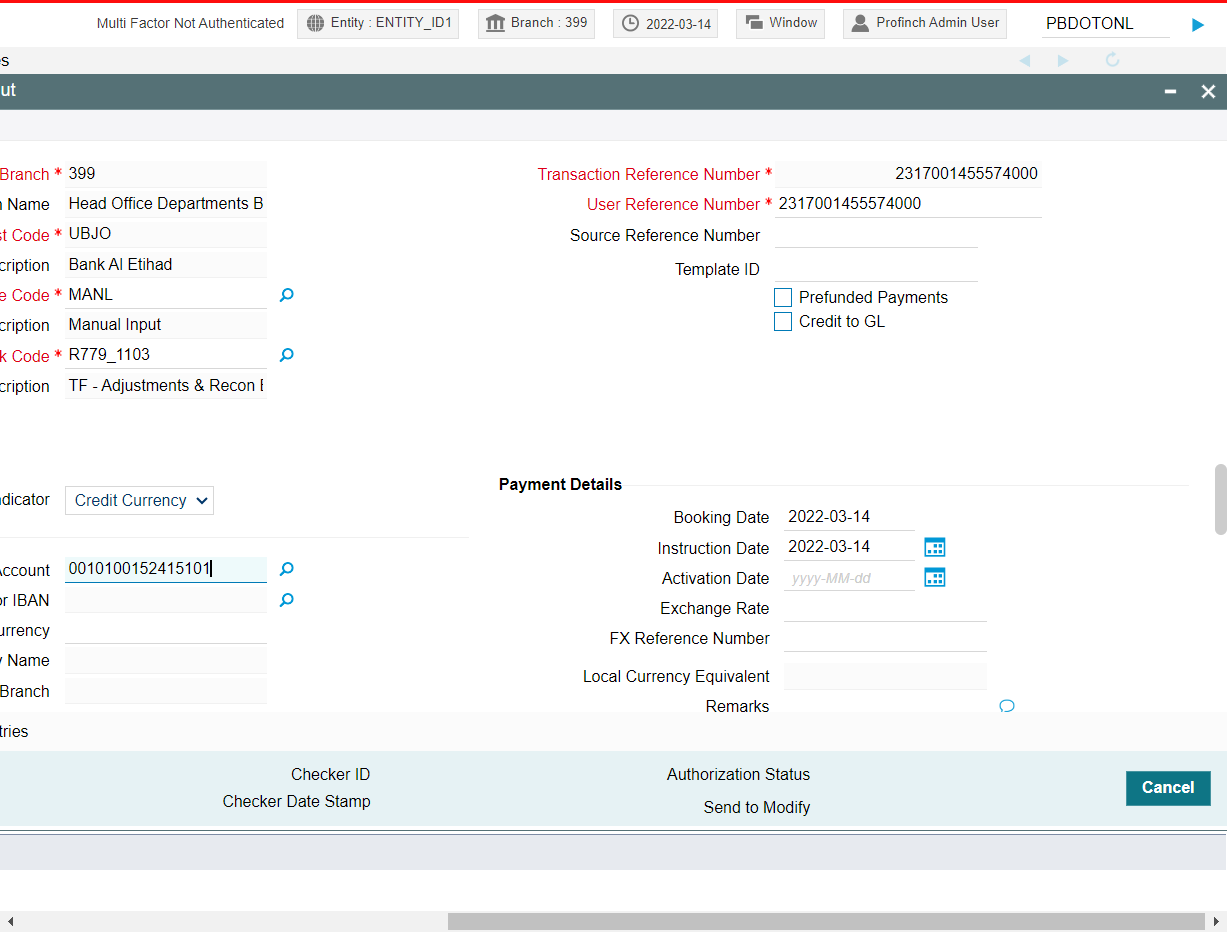 Multi Factor Not Authenticated Entity : ENTITY_ID1 Branch : 399 2022-03-14 Window Profinch Admin User PBDOTONL
s
ut
Branch * 399
n Name Head Office Departments B
st Code * UBJO
cription Bank Al Etihad
e Code * MANL
cription Manual Input
k Code * R779_1103
cription TF - Adjustments & Recon E
Transaction Reference Number * 2317001455574000
User Reference Number * 2317001455574000
Source Reference Number
Template ID
Prefunded Payments
Credit to GL
ndicator Credit Currency
Account 0010100152415101
or IBAN
urrency
y Name
Branch
Payment Details
Booking Date 2022-03-14
Instruction Date 2022-03-14
Activation Date yyyy-MM-dd
Exchange Rate
FX Reference Number
Local Currency Equivalent
Remarks
tries
Checker ID
Checker Date Stamp
Authorization Status
Send to Modify
Cancel